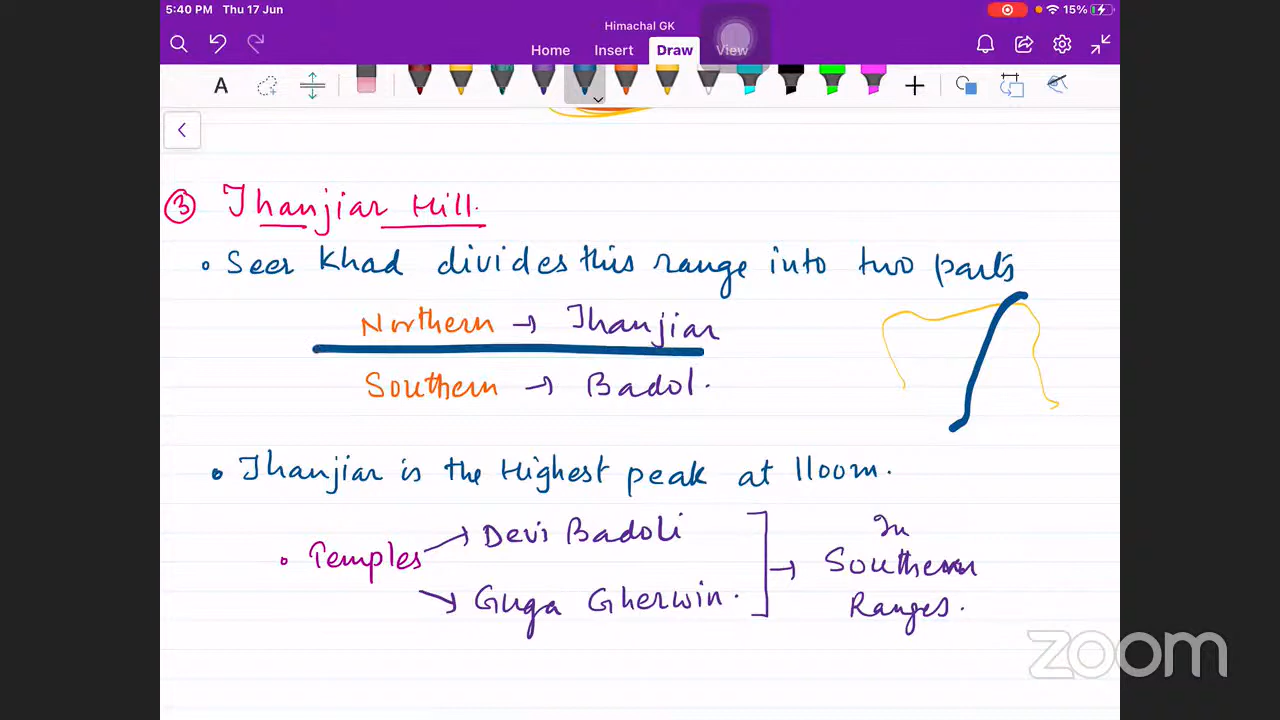 5:40 PM Thu 17 Jun
15%
Himachal GK
Home Insert Draw View
A
③ Jhanjiar Hill.
• Seer Khad divides this range into two parts
Northern → Jhanjiar
Southern → Badol.
• Jhanjiar is the Highest peak at 1100m.
• Temples → Devi Badoli
→ Guga Gherwin.
→ In
Southern
Ranges.
zoom